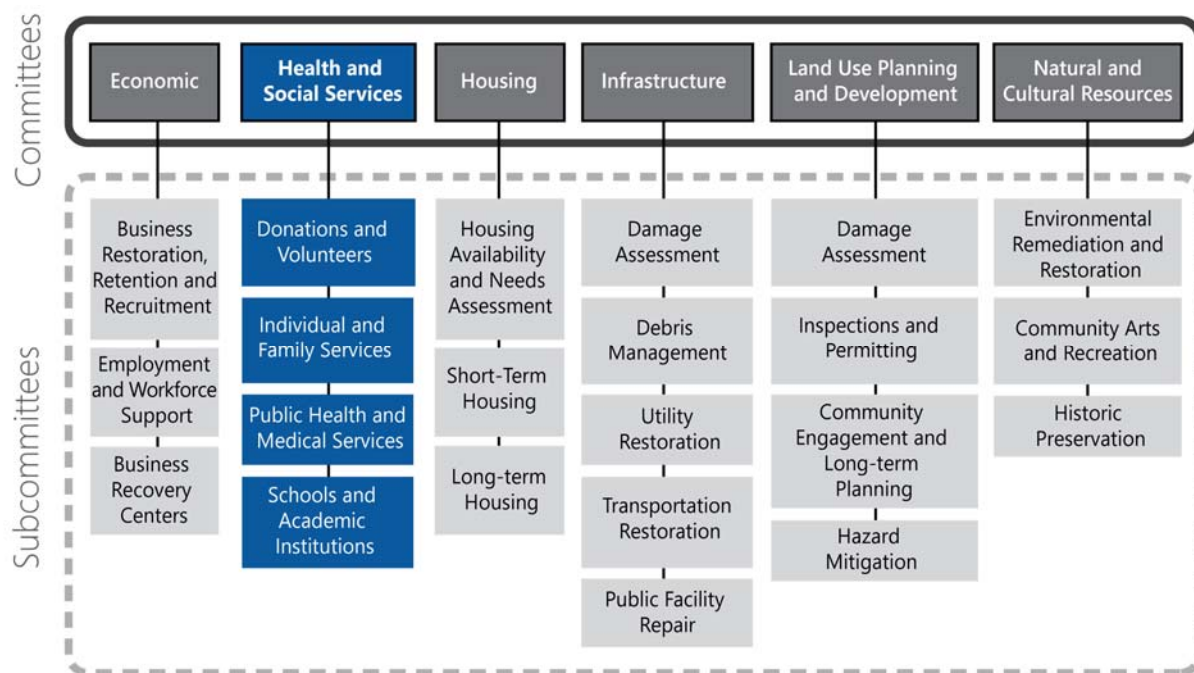 Committees
Economic
Health and
Social Services
Housing
Infrastructure
Land Use Planning
and Development
Natural and
Cultural Resources
Subcommittees
Business
Restoration,
Retention and
Recruitment
Employment
and Workforce
Support
Business
Recovery
Centers
Donations and
Volunteers
Individual and
Family Services
Public Health and
Medical Services
Schools and
Academic
Institutions
Housing
Availability
and Needs
Assessment
Short-Term
Housing
Long-term
Housing
Damage
Assessment
Debris
Management
Utility
Restoration
Transportation
Restoration
Public Facility
Repair
Damage
Assessment
Inspections and
Permitting
Community
Engagement and
Long-term
Planning
Hazard
Mitigation
Environmental
Remediation and
Restoration
Community Arts
and Recreation
Historic
Preservation